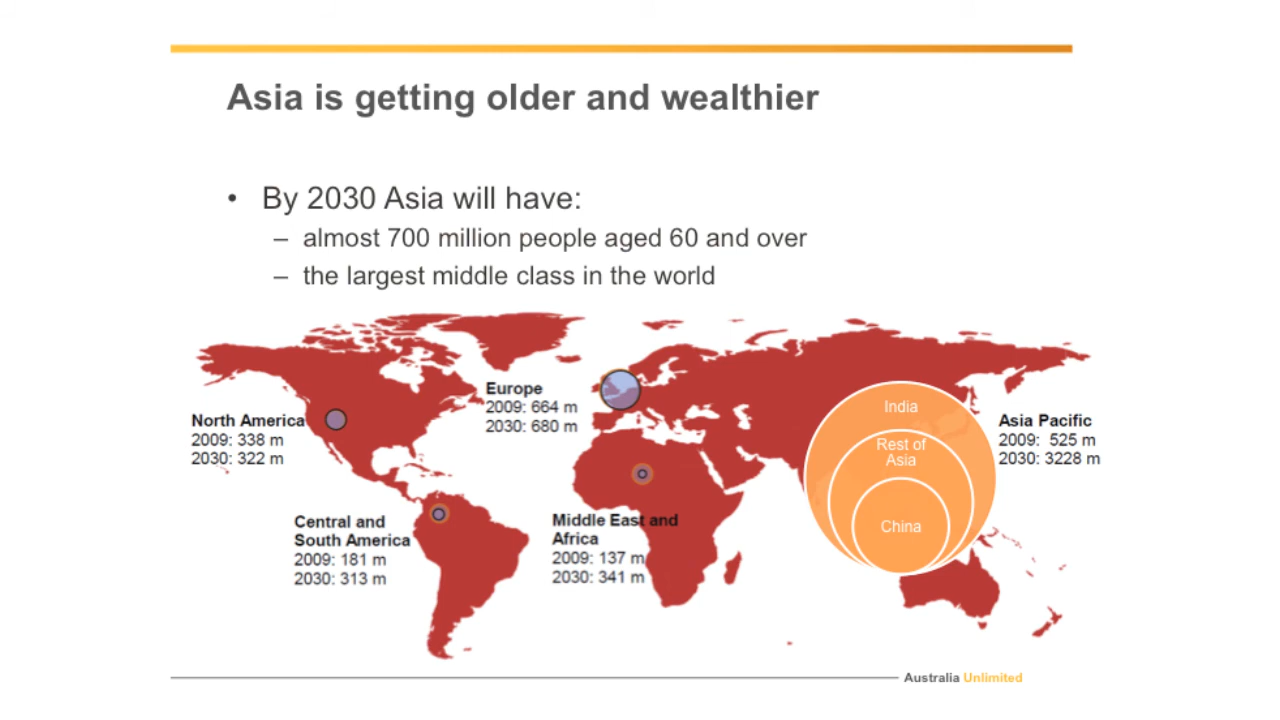 Asia is getting older and wealthier
• By 2030 Asia will have:
– almost 700 million people aged 60 and over
– the largest middle class in the world
North America
2009: 338 m
2030: 322 m
Europe
2009: 664 m
2030: 680 m
Central and
South America
2009: 181 m
2030: 313 m
Middle East and
Africa
2009: 137 m
2030: 341 m
India
Rest of
Asia
China
Asia Pacific
2009: 525 m
2030: 3228 m
Australia Unlimited